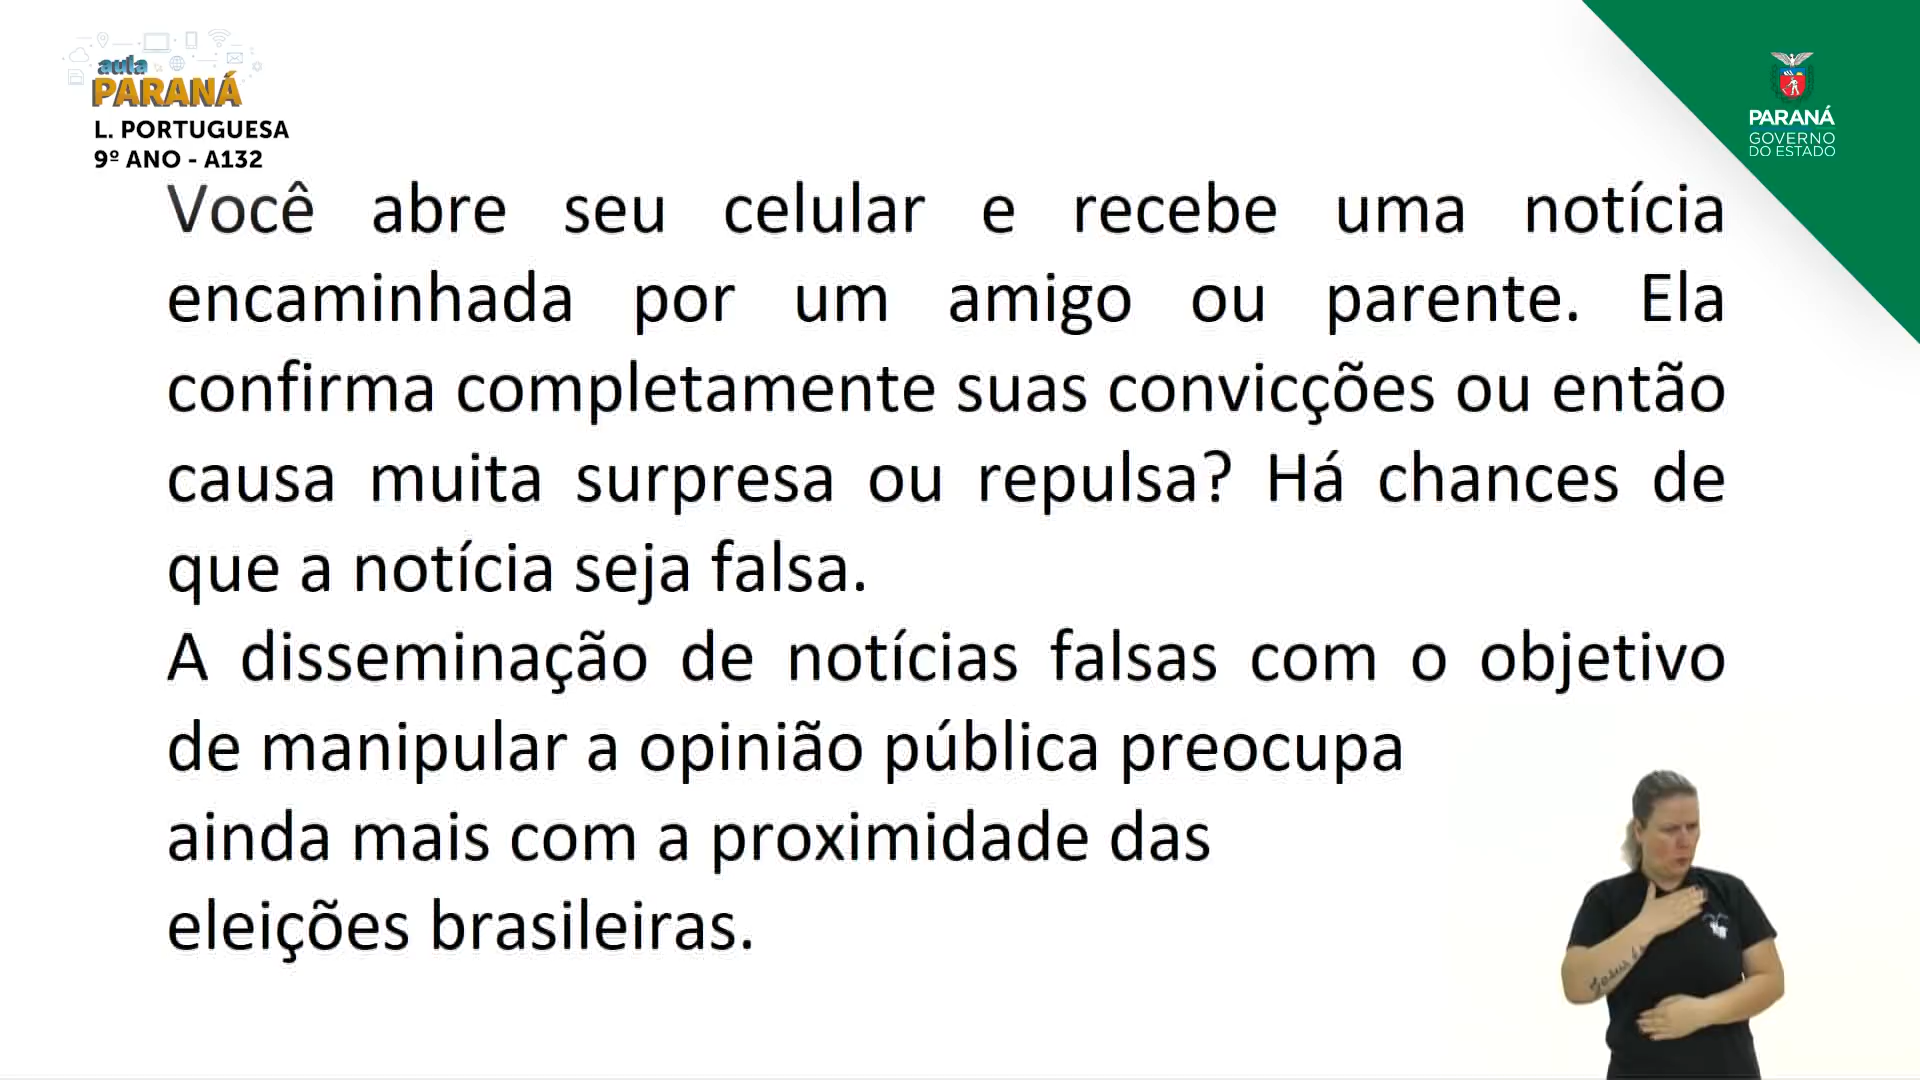 aula
PARANÁ
L. PORTUGUESA
9º ANO - A132
PARANÁ
GOVERNO
DO ESTADO
Você abre seu celular e recebe uma notícia
encaminhada por um amigo ou parente. Ela
confirma completamente suas convicções ou então
causa muita surpresa ou repulsa? Há chances de
que a notícia seja falsa.
A disseminação de notícias falsas com o objetivo
de manipular a opinião pública preocupa
ainda mais com a proximidade das
eleições brasileiras.